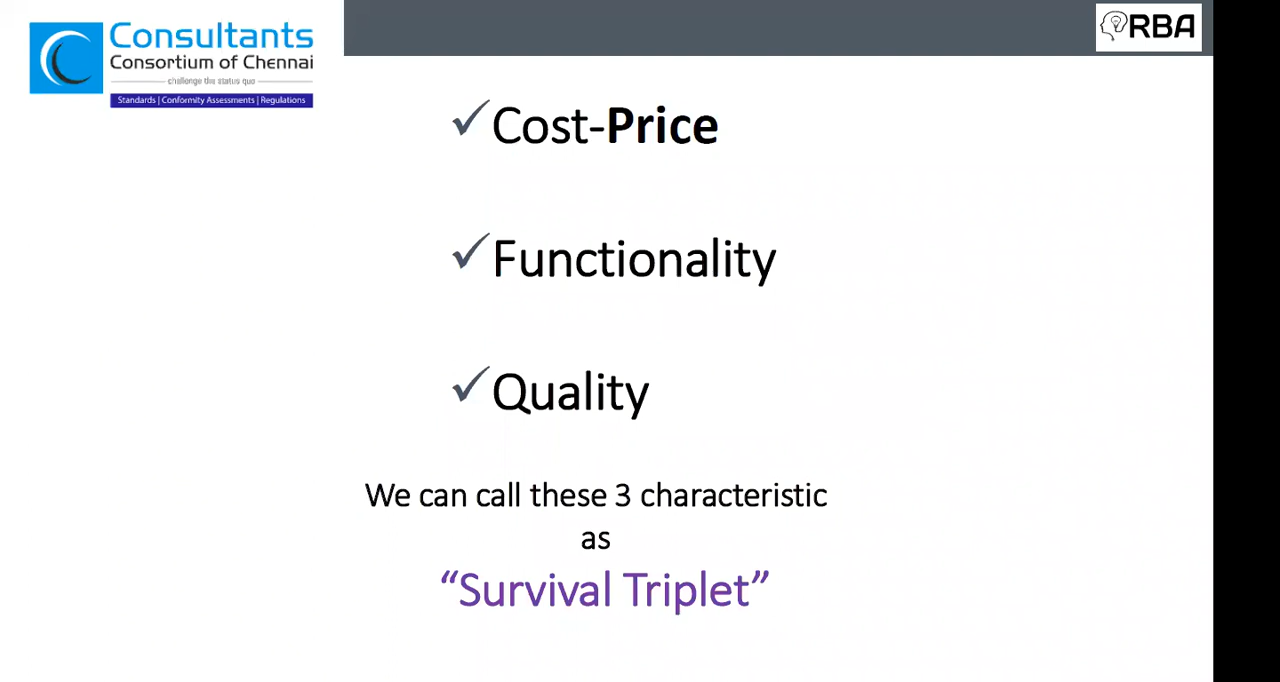 Consultants
Consortium of Chennai
challenge the status quo
Standards | Conformity Assessments | Regulations
RBA
✓Cost-Price
✓Functionality
✓Quality
We can call these 3 characteristic
as
“Survival Triplet”